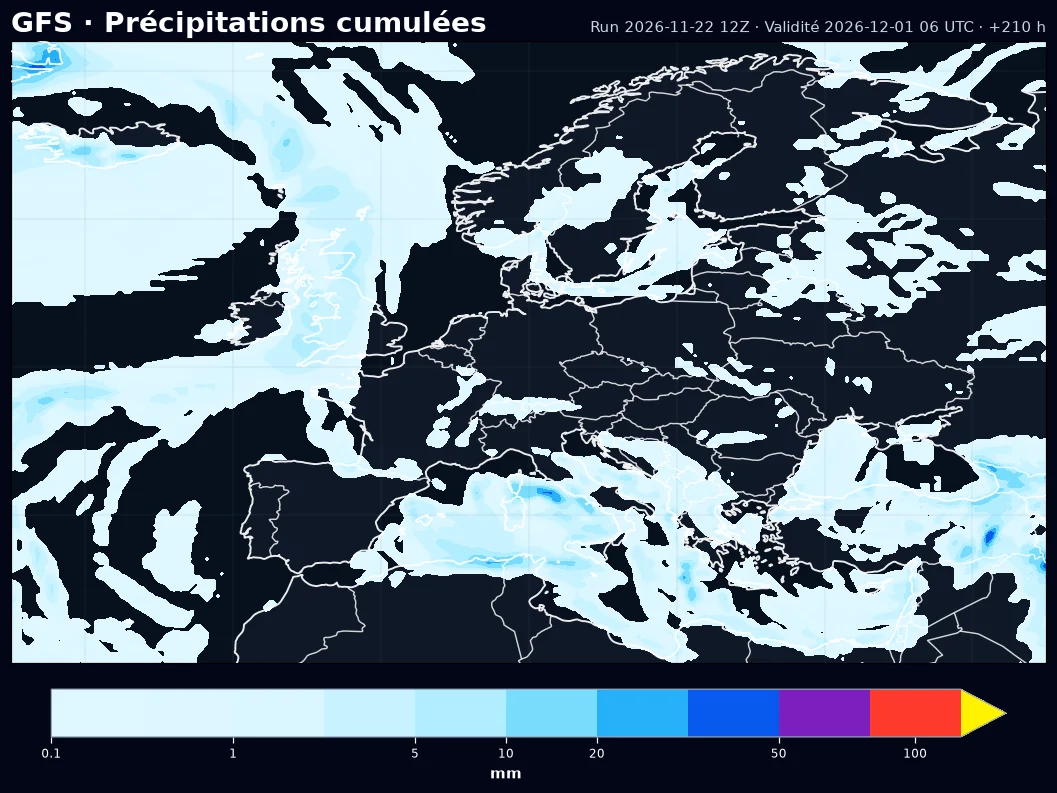 GFS · Précipitations cumulées
Run 2026-11-22 12Z · Validité 2026-12-01 06 UTC · +210 h
0.1 1 5 10 20 50 100
mm